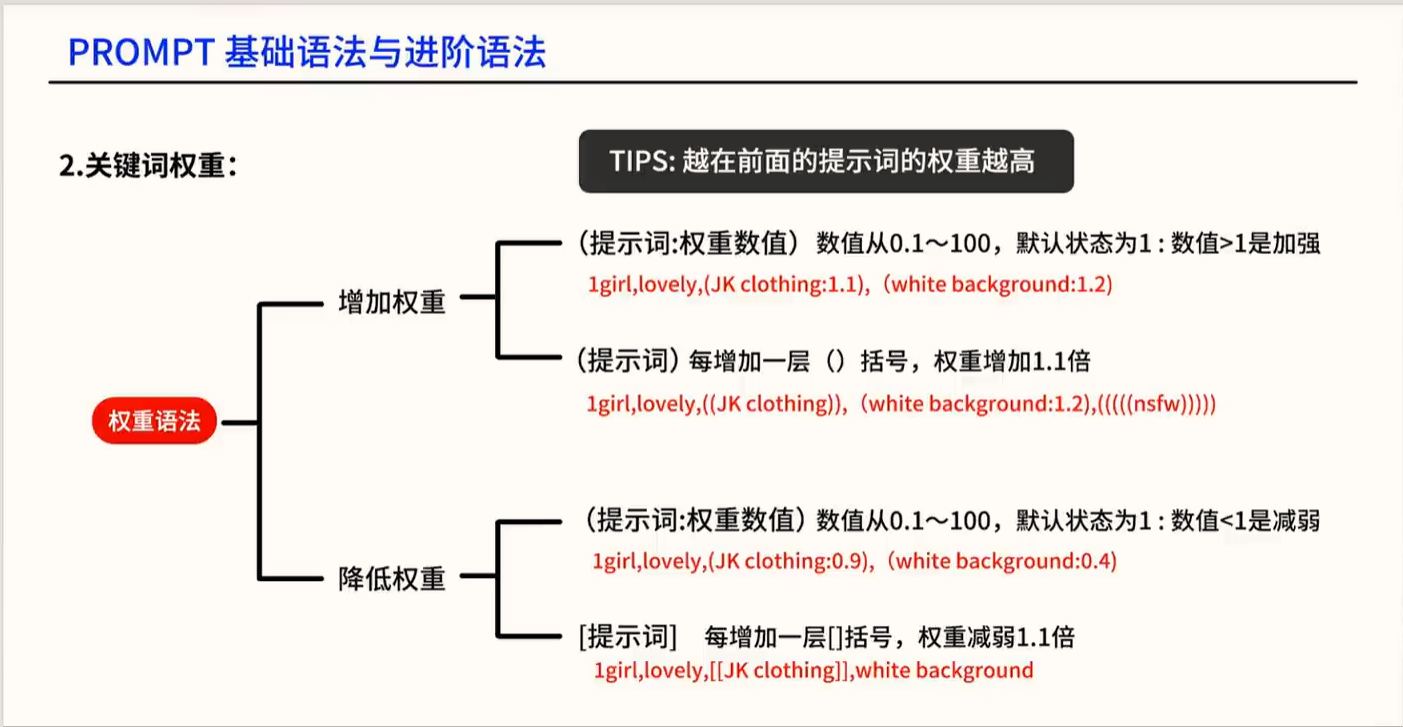 PROMPT 基础语法与进阶语法
2.关键词权重：
TIPS: 越在前面的提示词的权重越高
权重语法
增加权重
（提示词:权重数值）数值从0.1～100，默认状态为1 : 数值>1是加强
1girl,lovely,(JK clothing:1.1),（white background:1.2)
（提示词）每增加一层（）括号，权重增加1.1倍
1girl,lovely,((JK clothing)),（white background:1.2),(((((nsfw)))))
降低权重
（提示词:权重数值）数值从0.1～100，默认状态为1 : 数值<1是减弱
1girl,lovely,(JK clothing:0.9),（white background:0.4)
[提示词] 每增加一层[]括号，权重减弱1.1倍
1girl,lovely,[[JK clothing]],white background